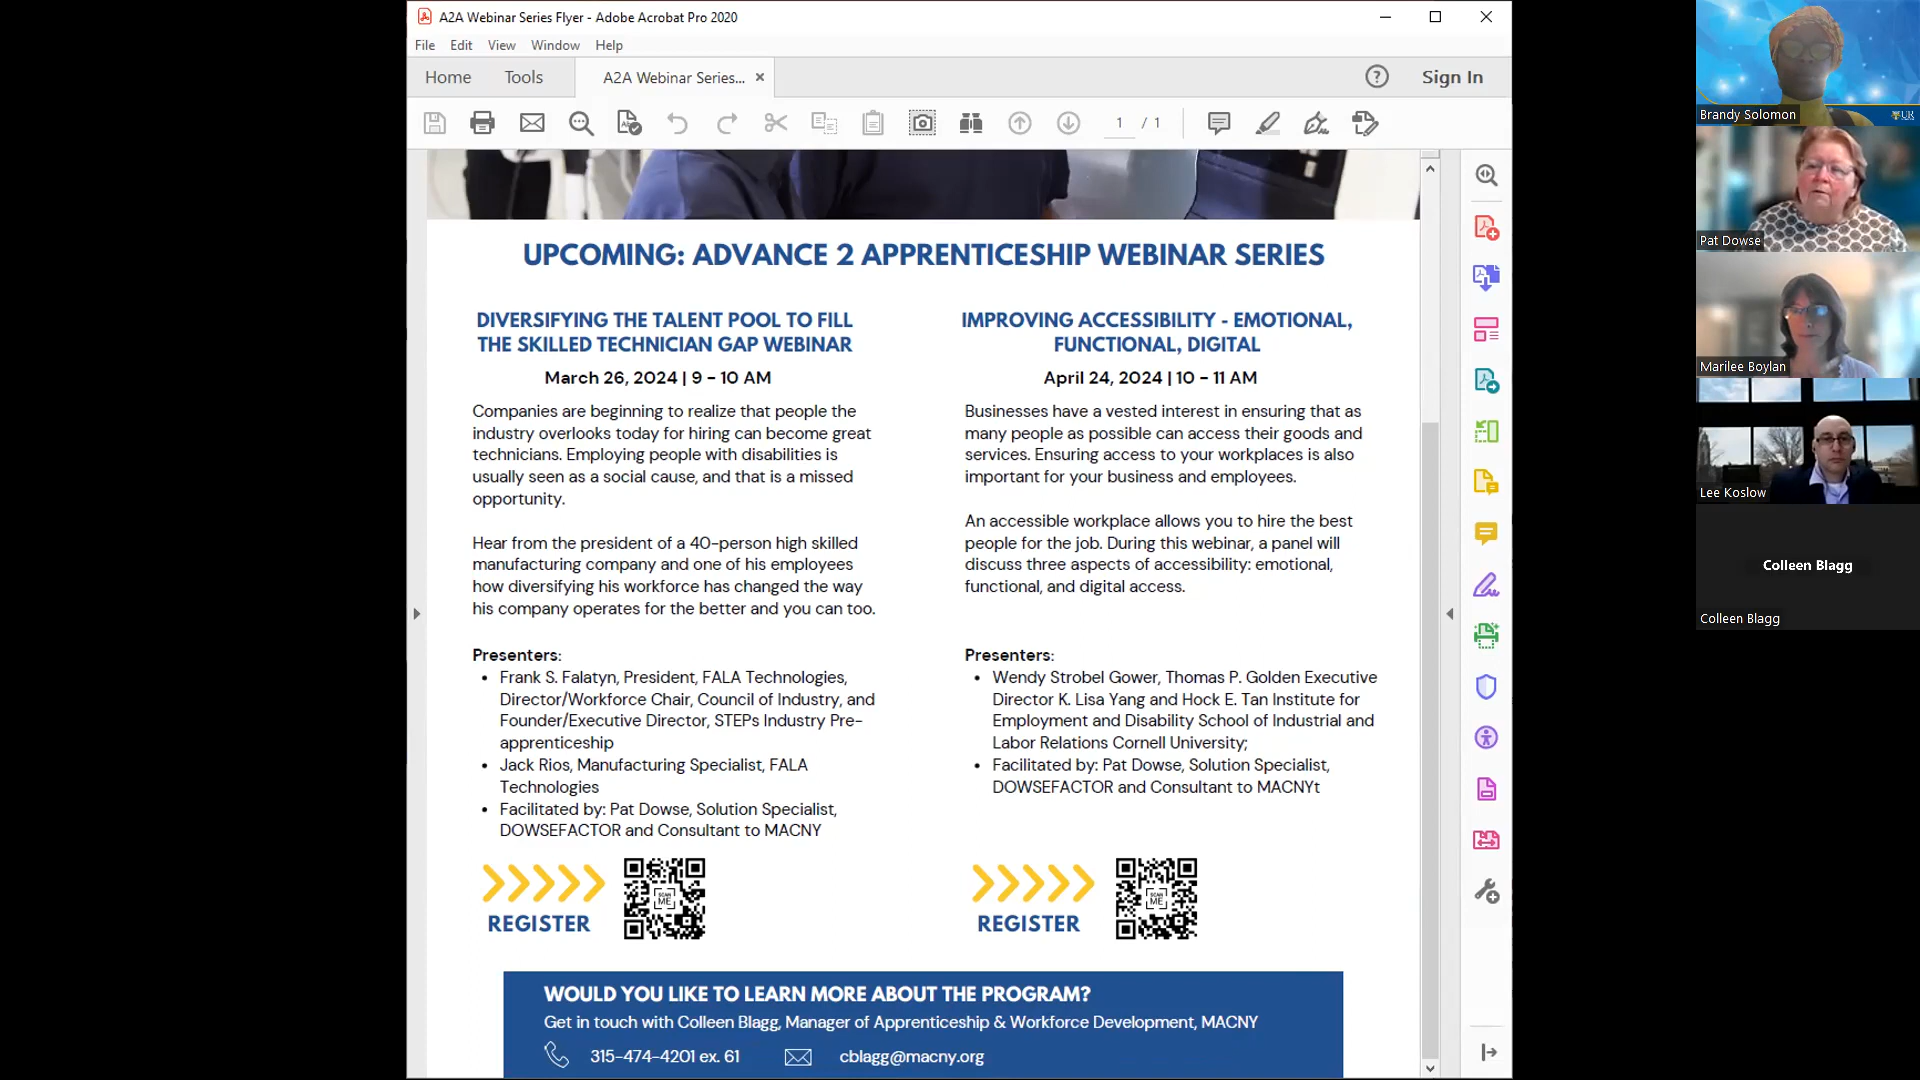 A2A Webinar Series Flyer - Adobe Acrobat Pro 2020
File Edit View Window Help
Home Tools A2A Webinar Series... × Sign In
1 / 1
UPCOMING: ADVANCE 2 APPRENTICESHIP WEBINAR SERIES
DIVERSIFYING THE TALENT POOL TO FILL
THE SKILLED TECHNICIAN GAP WEBINAR
March 26, 2024 | 9 - 10 AM
Companies are beginning to realize that people the
industry overlooks today for hiring can become great
technicians. Employing people with disabilities is
usually seen as a social cause, and that is a missed
opportunity.
Hear from the president of a 40-person high skilled
manufacturing company and one of his employees
how diversifying his workforce has changed the way
his company operates for the better and you can too.
Presenters:
• Frank S. Falatyn, President, FALA Technologies,
Director/Workforce Chair, Council of Industry, and
Founder/Executive Director, STEPs Industry Pre-
apprenticeship
• Jack Rios, Manufacturing Specialist, FALA
Technologies
• Facilitated by: Pat Dowse, Solution Specialist,
DOWSEFACTOR and Consultant to MACNY
REGISTER
SCAN
ME
IMPROVING ACCESSIBILITY - EMOTIONAL,
FUNCTIONAL, DIGITAL
April 24, 2024 | 10 - 11 AM
Businesses have a vested interest in ensuring that as
many people as possible can access their goods and
services. Ensuring access to your workplaces is also
important for your business and employees.
An accessible workplace allows you to hire the best
people for the job. During this webinar, a panel will
discuss three aspects of accessibility: emotional,
functional, and digital access.
Presenters:
• Wendy Strobel Gower, Thomas P. Golden Executive
Director K. Lisa Yang and Hock E. Tan Institute for
Employment and Disability School of Industrial and
Labor Relations Cornell University;
• Facilitated by: Pat Dowse, Solution Specialist,
DOWSEFACTOR and Consultant to MACNYt
REGISTER
SCAN
ME
WOULD YOU LIKE TO LEARN MORE ABOUT THE PROGRAM?
Get in touch with Colleen Blagg, Manager of Apprenticeship & Workforce Development, MACNY
315-474-4201 ex. 61 cblagg@macny.org
Brandy Solomon
Pat Dowse
Marilee Boylan
Lee Koslow
Colleen Blagg
Colleen Blagg